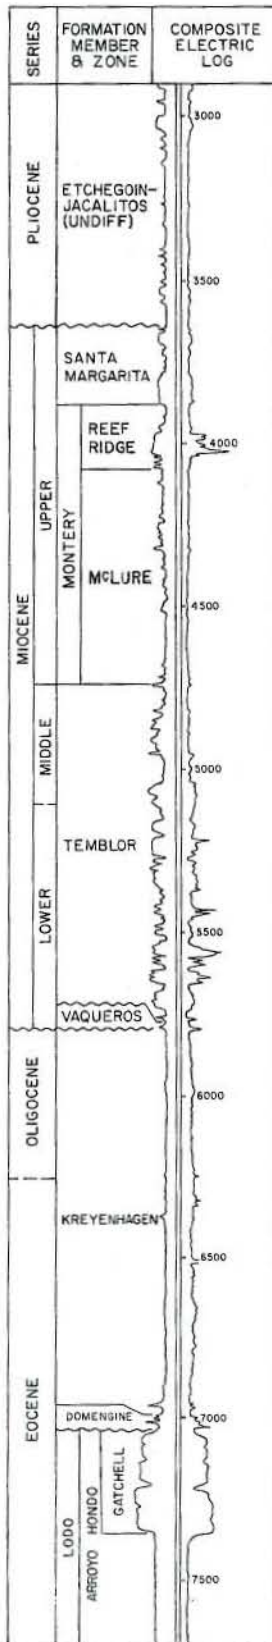 SERIES
FORMATION
MEMBER
& ZONE
COMPOSITE
ELECTRIC
LOG
3000
PLIOCENE
ETCHEGOIN-
JACALITOS
(UNDIFF)
3500
MIOCENE
UPPER
SANTA
MARGARITA
MONTEREY
REEF
RIDGE
4000
McLURE
4500
MIDDLE
5000
TEMBLOR
LOWER
5500
VAQUEROS
OLIGOCENE
6000
KREYENHAGEN
6500
EOCENE
DOMENGINE
7000
LODO
ARROYO HONDO
GATCHELL
7500